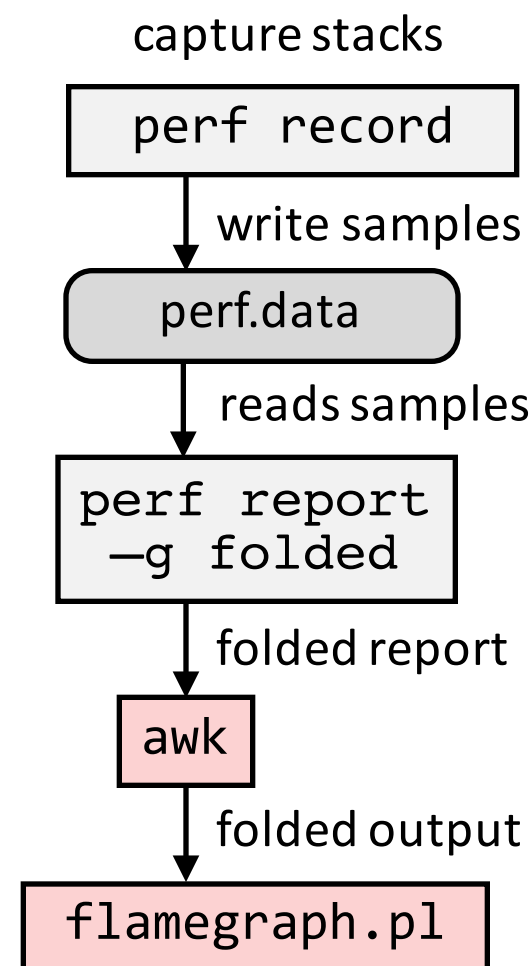 capture stacks
perf record
write samples
perf.data
reads samples
perf report
–g folded
folded report
awk
folded output
flamegraph.pl